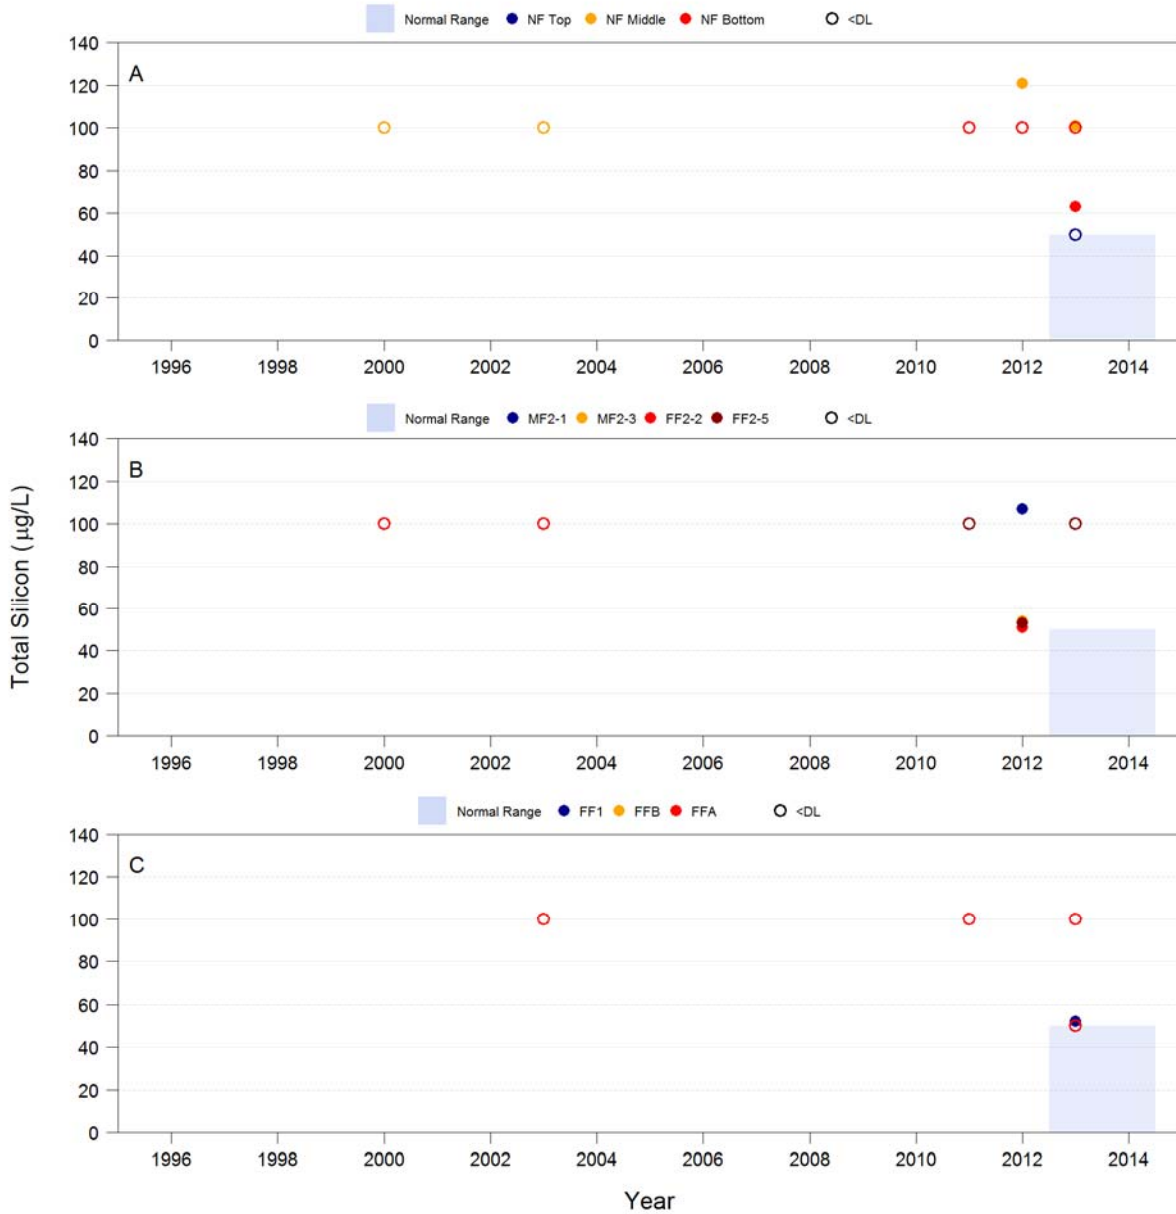 Normal Range NF Top NF Middle NF Bottom <DL
A
140
120
100
80
60
40
20
0
1996 1998 2000 2002 2004 2006 2008 2010 2012 2014
Normal Range MF2-1 MF2-3 FF2-2 FF2-5 <DL
B
140
120
100
80
60
40
20
0
1996 1998 2000 2002 2004 2006 2008 2010 2012 2014
Total Silicon (µg/L)
Normal Range FF1 FFB FFA <DL
C
140
120
100
80
60
40
20
0
1996 1998 2000 2002 2004 2006 2008 2010 2012 2014
Year